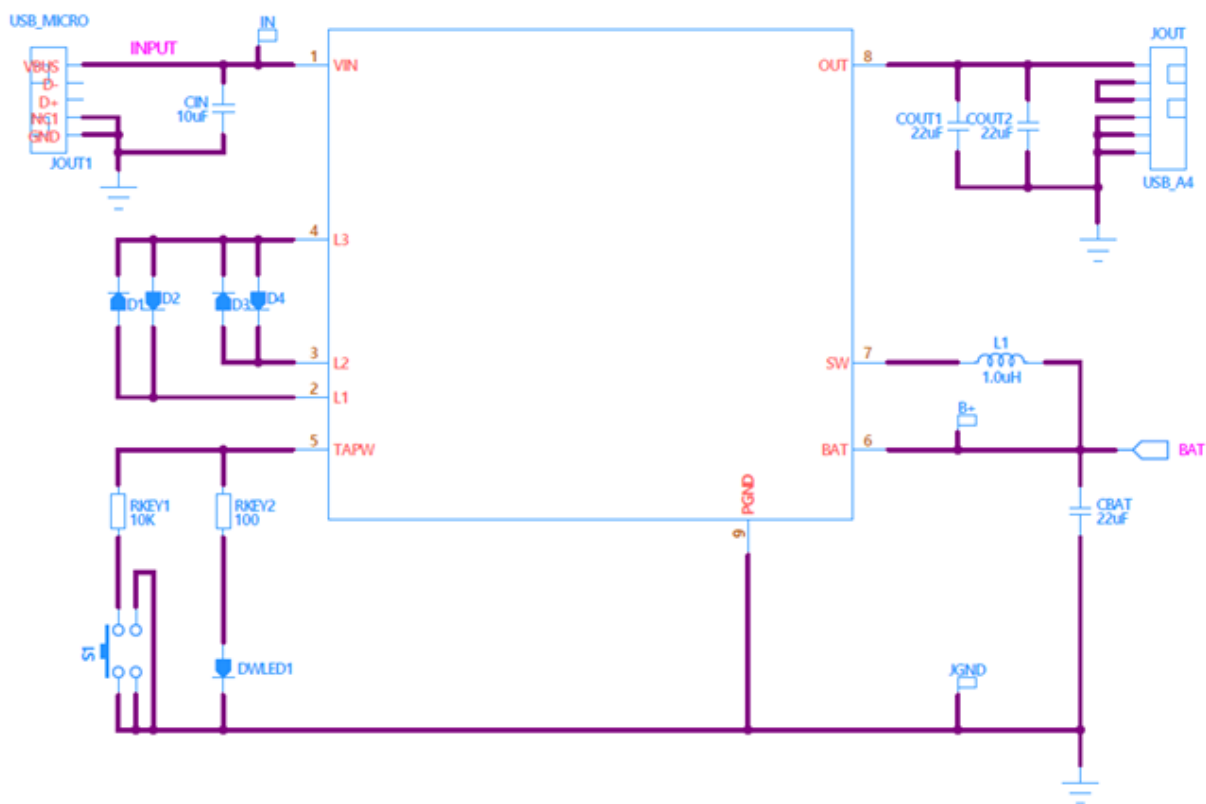 USB_MICRO
INPUT
IN
VBUS
D-
D+
NC1
GND
JOUT1
CIN
10uF
1
VIN
OUT
8
JOUT
COUT1
22uF
COUT2
22uF
USB_A4
4
L3
D1
D2
D3
D4
3
L2
2
L1
SW
7
L1
1.0uH
B+
5
TAPW
BAT
6
BAT
RKEY1
10K
RKEY2
100
PGND
9
CBAT
22uF
S1
DWLED1
JGND